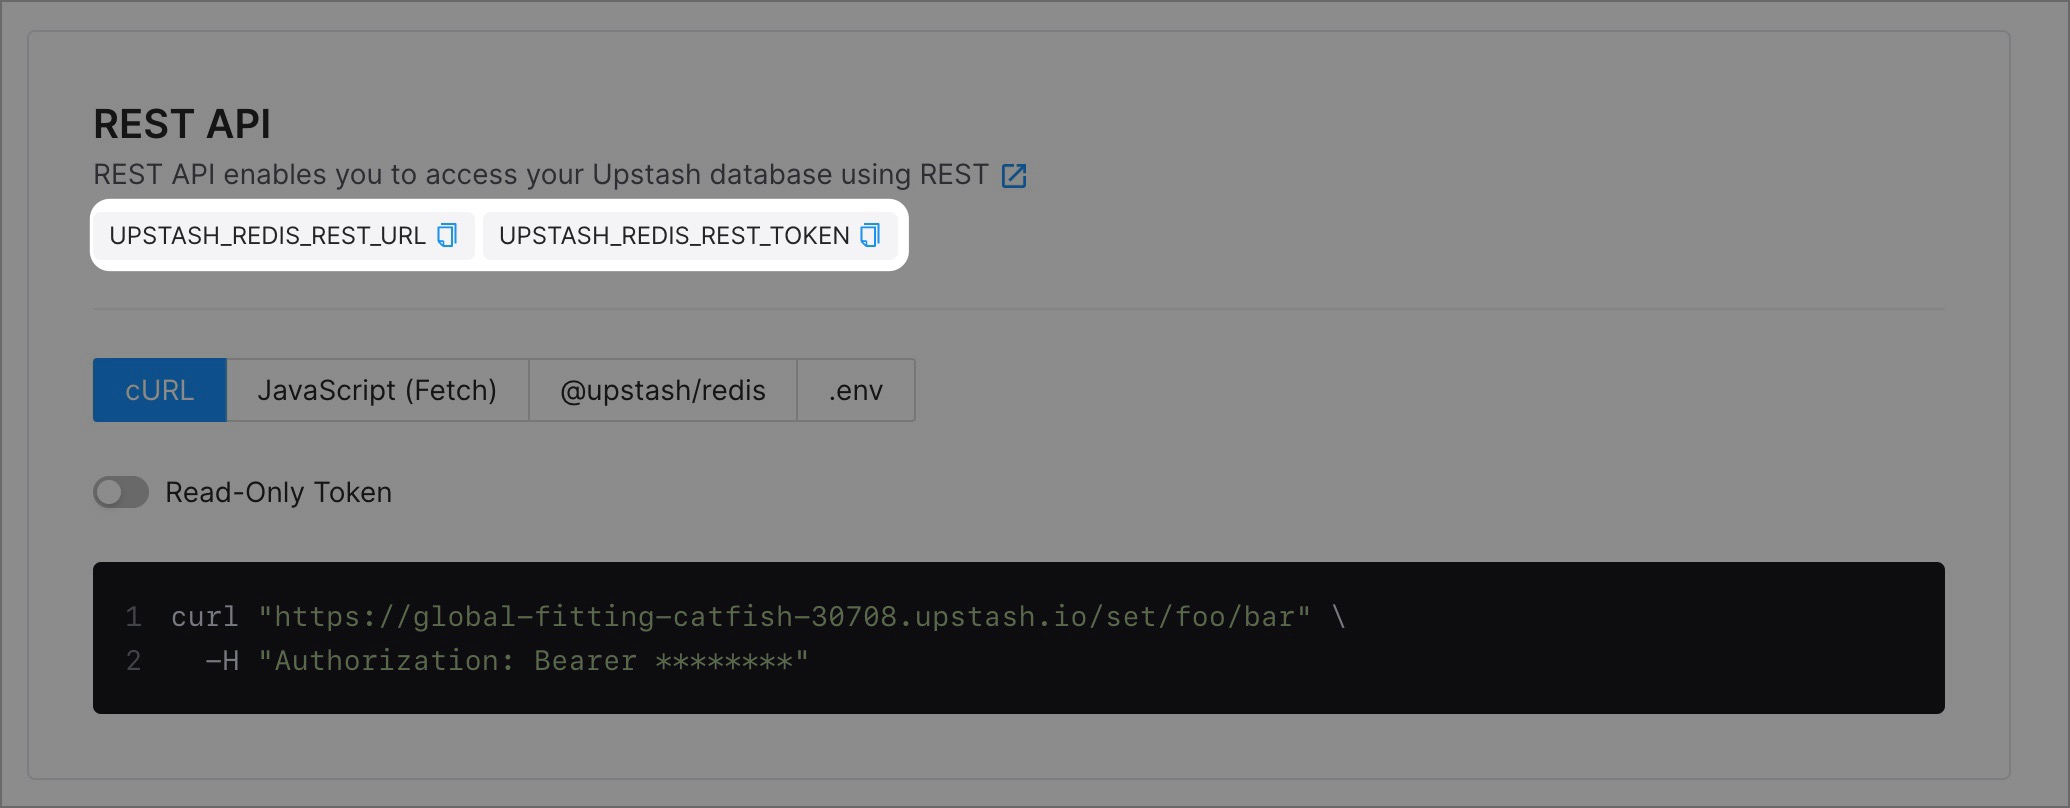 REST API
REST API enables you to access your Upstash database using REST
UPSTASH_REDIS_REST_URL UPSTASH_REDIS_REST_TOKEN
cURL JavaScript (Fetch) @upstash/redis .env
Read-Only Token
1 curl "https://global-fitting-catfish-30708.upstash.io/set/foo/bar" \
2 -H "Authorization: Bearer ********"